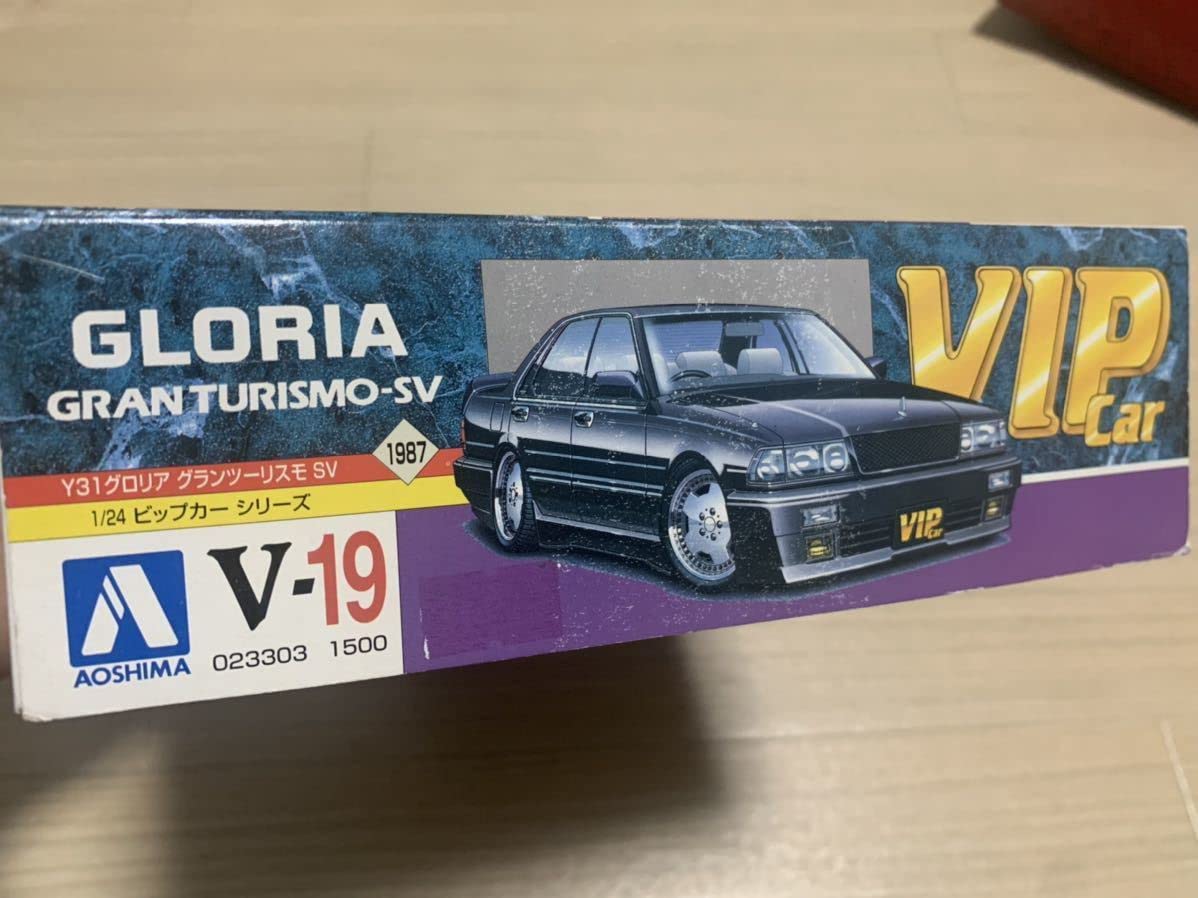 GLORIA
GRANTURISMO-SV
1987
Y31グロリア グランツーリスモ SV
1/24 ビップカー シリーズ
V-19
AOSHIMA
023303 1500
VIP
Car
VIP
Car